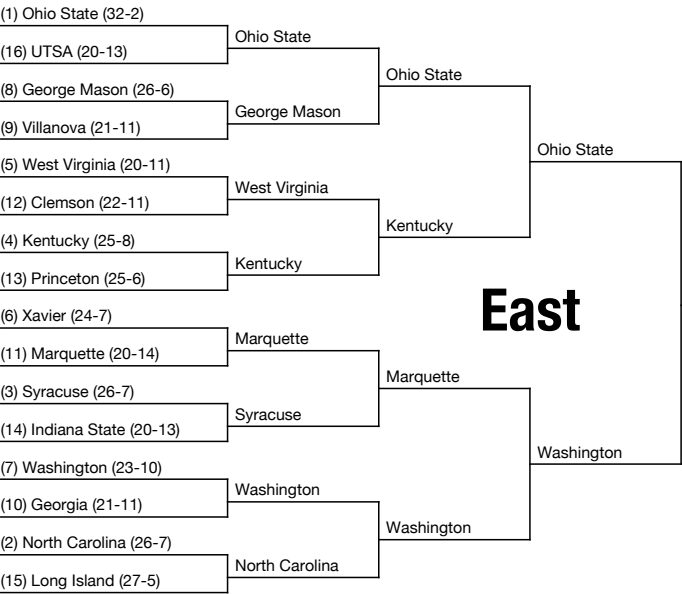 (1) Ohio State (32-2)
(16) UTSA (20-13)
(8) George Mason (26-6)
(9) Villanova (21-11)
(5) West Virginia (20-11)
(12) Clemson (22-11)
(4) Kentucky (25-8)
(13) Princeton (25-6)
(6) Xavier (24-7)
(11) Marquette (20-14)
(3) Syracuse (26-7)
(14) Indiana State (20-13)
(7) Washington (23-10)
(10) Georgia (21-11)
(2) North Carolina (26-7)
(15) Long Island (27-5)
Ohio State
George Mason
West Virginia
Kentucky
Marquette
Syracuse
Washington
North Carolina
Ohio State
Kentucky
Marquette
Washington
Ohio State
Washington
East